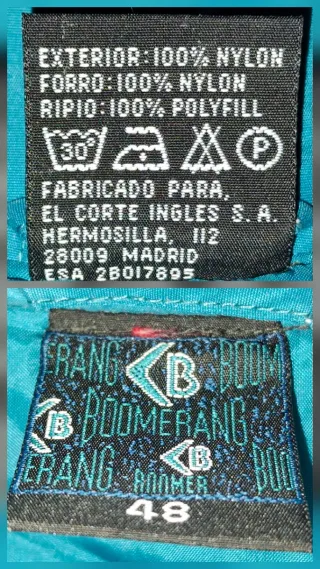 EXTERIOR:100% NYLON
FORRO:100% NYLON
RIPIO:100% POLYFILL
30° P
FABRICADO PARA,
EL CORTE INGLES S.A.
HERMOSILLA, 112
28009 MADRID
ESA 28017895
ERANG B BOOM
BOOMERANG
B B
ERANG BOOMER BOO
48